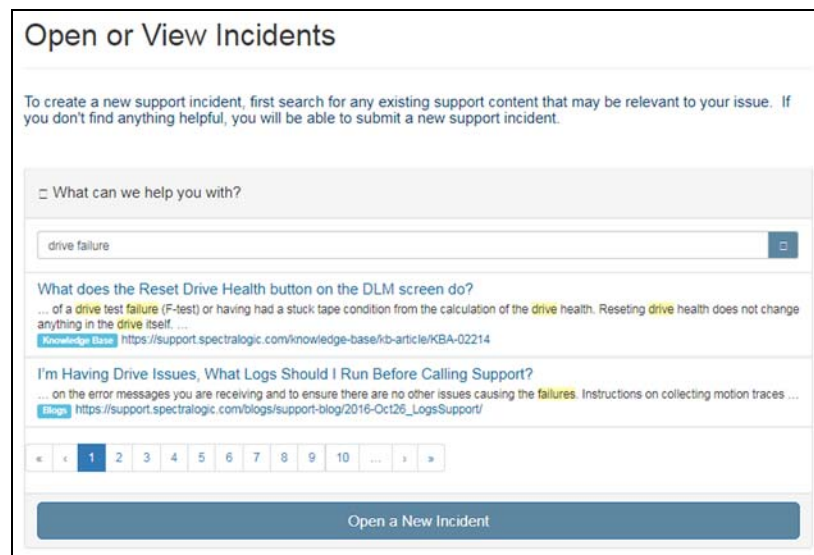 Open or View Incidents
To create a new support incident, first search for any existing support content that may be relevant to your issue. If
you don't find anything helpful, you will be able to submit a new support incident.
What can we help you with?
drive failure
What does the Reset Drive Health button on the DLM screen do?
... of a drive test failure (F-test) or having had a stuck tape condition from the calculation of the drive health. Reseting drive health does not change
anything in the drive itself. ...
Knowledge Base https://support.spectralogic.com/knowledge-base/kb-article/KBA-02214
I'm Having Drive Issues, What Logs Should I Run Before Calling Support?
... on the error messages you are receiving and to ensure there are no other issues causing the failures. Instructions on collecting motion traces ...
Blogs https://support.spectralogic.com/blogs/support-blog/2016-Oct26_LogsSupport/
« ‹ 1 2 3 4 5 6 7 8 9 10 ... › »
Open a New Incident